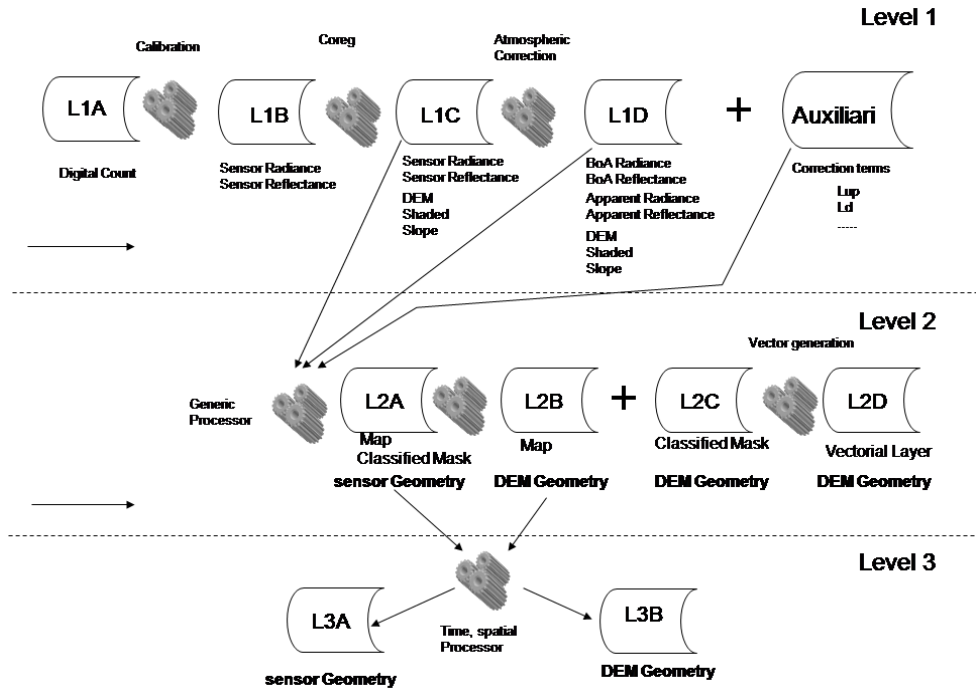 Level 1
Calibration
Coreg
Atmospheric
Correction
L1A
L1B
L1C
L1D
+
Auxiliari
Digital Count
Sensor Radiance
Sensor Reflectance
Sensor Radiance
Sensor Reflectance
DEM
Shaded
Slope
BoA Radiance
BoA Reflectance
Apparent Radiance
Apparent Reflectance
DEM
Shaded
Slope
Correction terms
Lup
Ld
-----
Level 2
Vector generation
Generic
Processor
L2A
L2B
+
L2C
L2D
Map
Classified Mask
sensor Geometry
Map
DEM Geometry
Classified Mask
DEM Geometry
Vectorial Layer
DEM Geometry
Level 3
L3A
Time, spatial
Processor
L3B
sensor Geometry
DEM Geometry